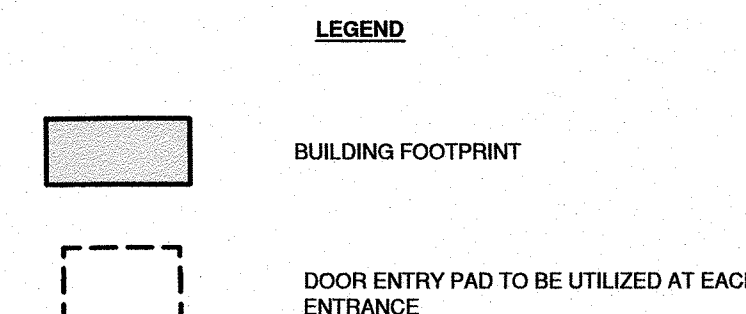 LEGEND
BUILDING FOOTPRINT
DOOR ENTRY PAD TO BE UTILIZED AT EACH
ENTRANCE